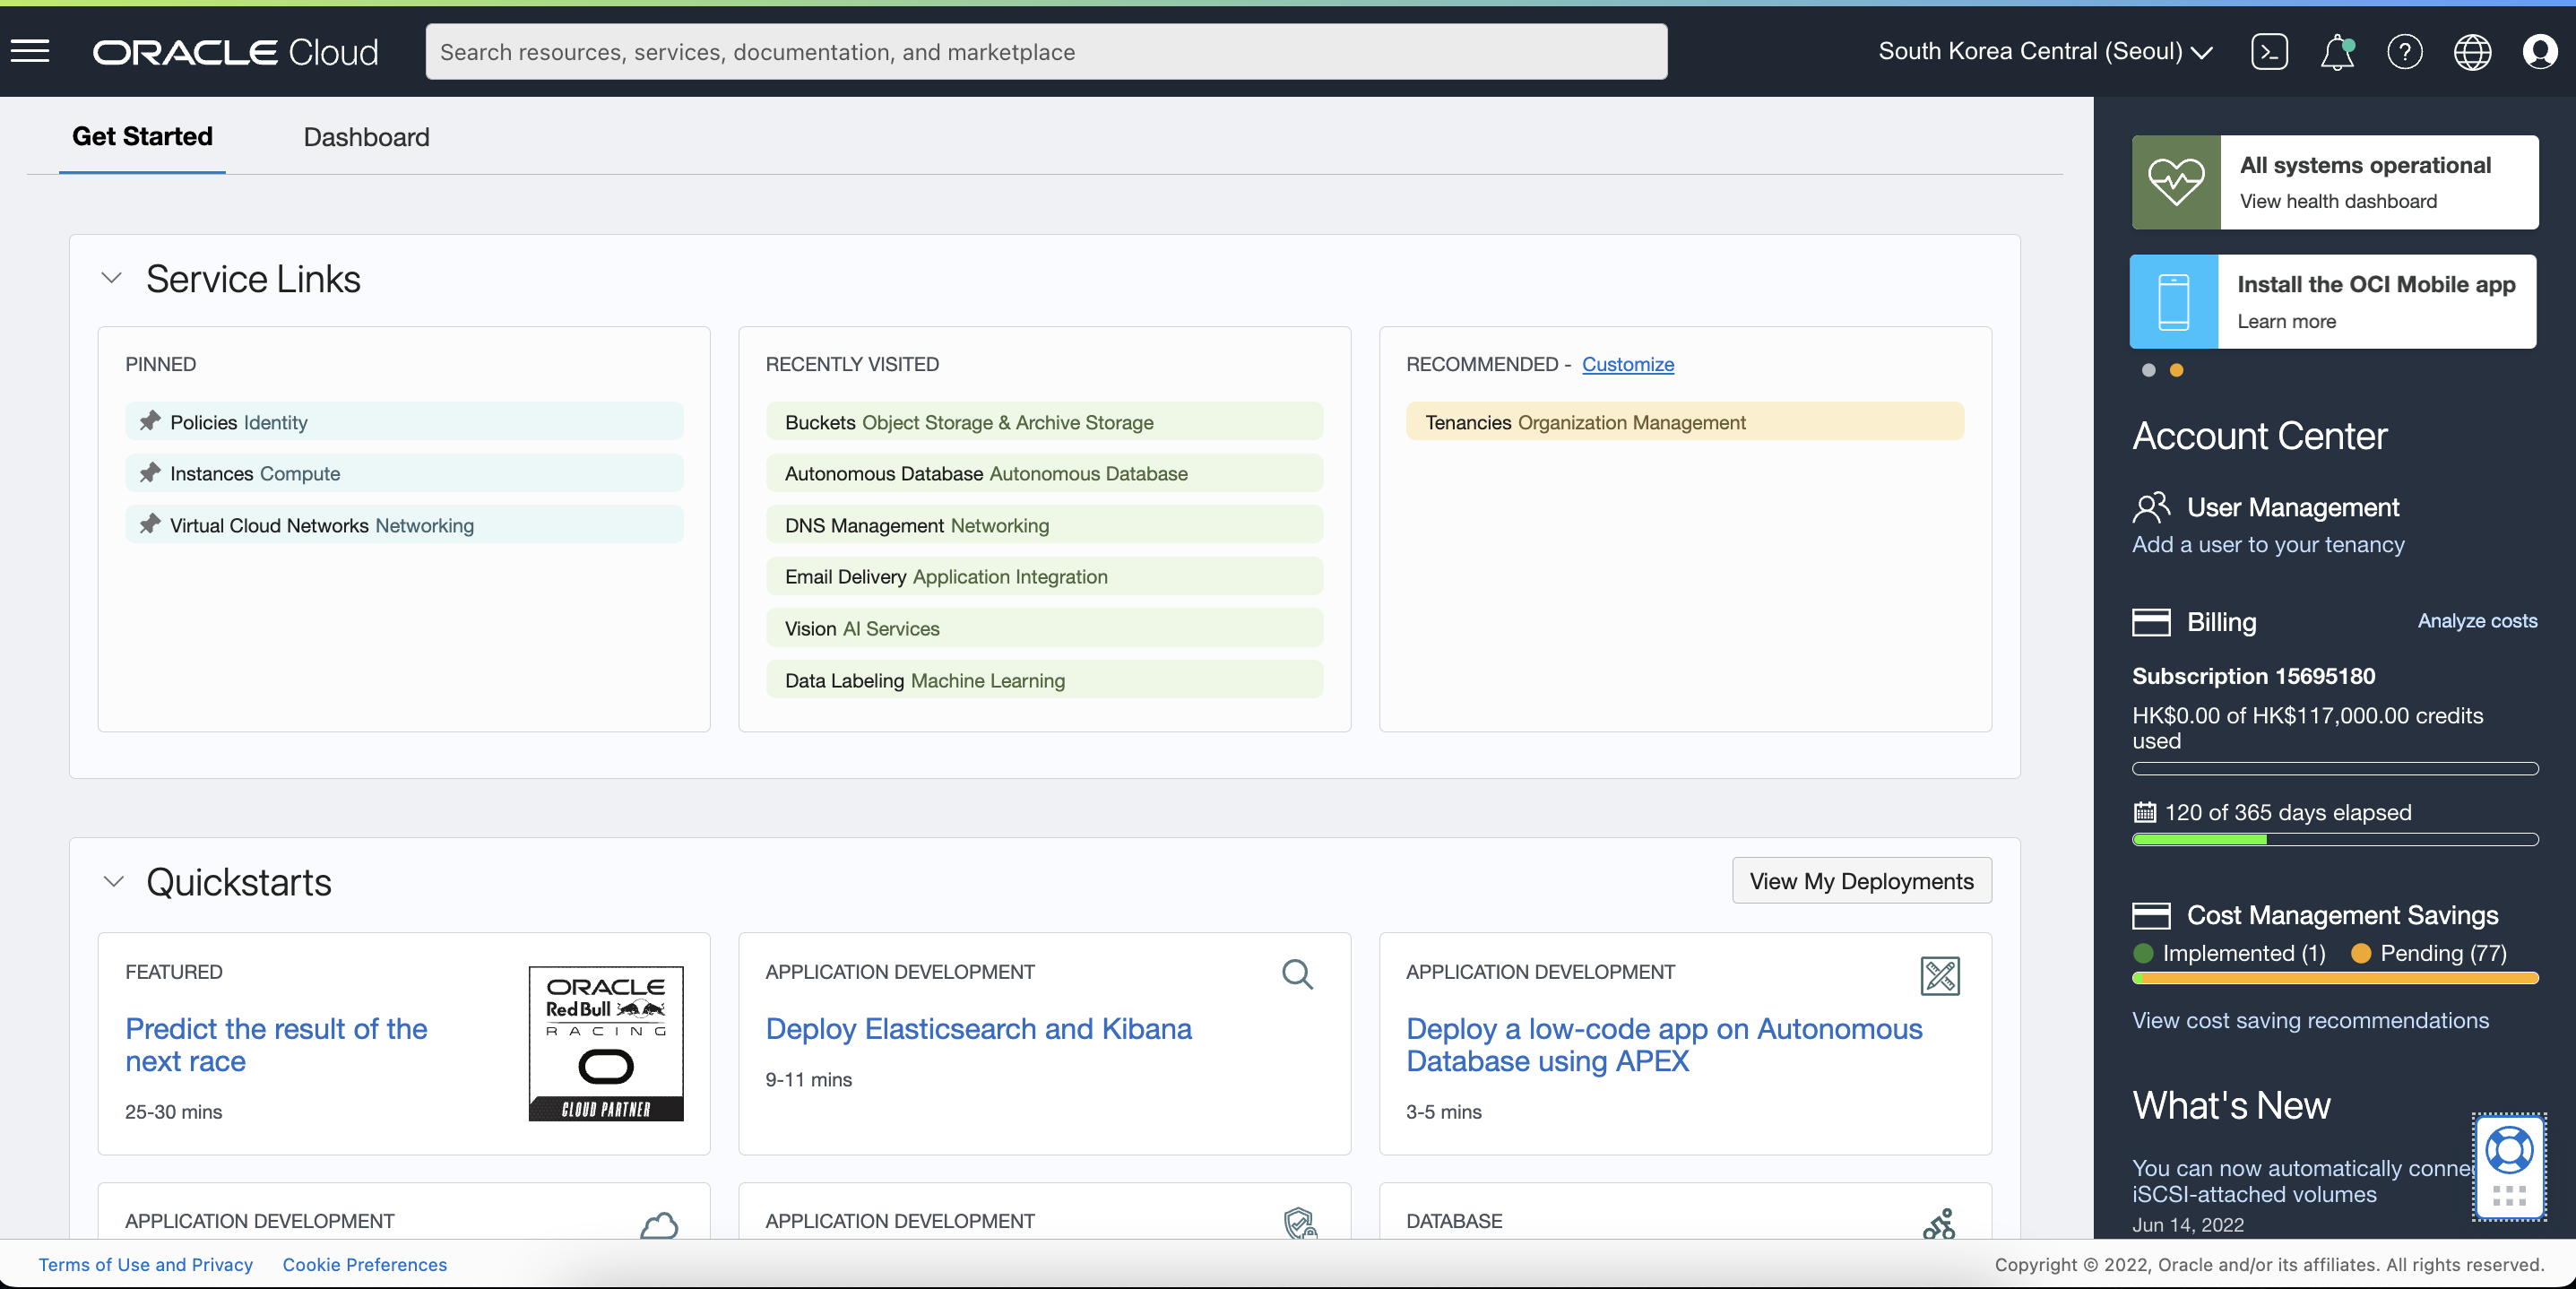 ORACLE Cloud
Search resources, services, documentation, and marketplace
South Korea Central (Seoul)
Get Started
Dashboard
Service Links
PINNED
Policies Identity
Instances Compute
Virtual Cloud Networks Networking
RECENTLY VISITED
Buckets Object Storage & Archive Storage
Autonomous Database Autonomous Database
DNS Management Networking
Email Delivery Application Integration
Vision AI Services
Data Labeling Machine Learning
RECOMMENDED - Customize
Tenancies Organization Management
Quickstarts
View My Deployments
FEATURED
Predict the result of the
next race
25-30 mins
ORACLE
Red Bull
RACING
CLOUD PARTNER
APPLICATION DEVELOPMENT
Deploy Elasticsearch and Kibana
9-11 mins
APPLICATION DEVELOPMENT
Deploy a low-code app on Autonomous
Database using APEX
3-5 mins
APPLICATION DEVELOPMENT
APPLICATION DEVELOPMENT
DATABASE
All systems operational
View health dashboard
Install the OCI Mobile app
Learn more
Account Center
User Management
Add a user to your tenancy
Billing
Analyze costs
Subscription 15695180
HK$0.00 of HK$117,000.00 credits
used
120 of 365 days elapsed
Cost Management Savings
Implemented (1) Pending (77)
View cost saving recommendations
What's New
You can now automatically conne
iSCSI-attached volumes
Jun 14, 2022
Terms of Use and Privacy
Cookie Preferences
Copyright © 2022, Oracle and/or its affiliates. All rights reserved.